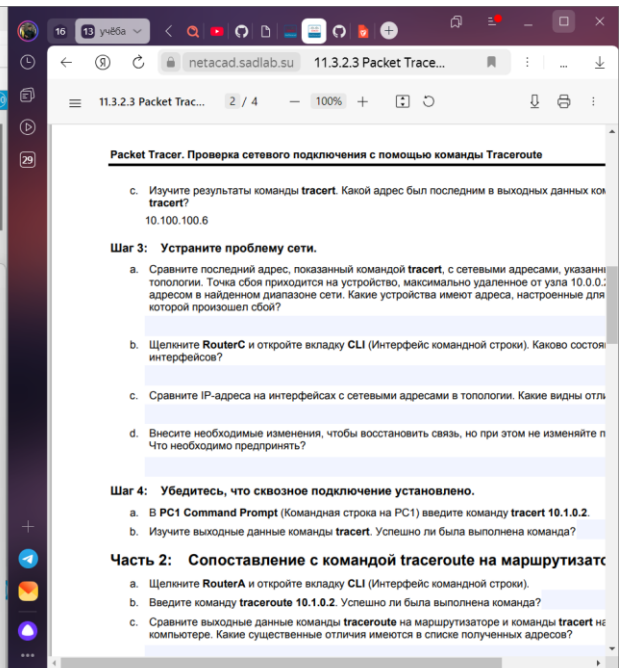 16
13 учёба
netacad.sadlab.su 11.3.2.3 Packet Trace...
11.3.2.3 Packet Trac... 2 / 4 — 100% +
29
Packet Tracer. Проверка сетевого подключения с помощью команды Traceroute
c. Изучите результаты команды tracert. Какой адрес был последним в выходных данных ком
tracert?
10.100.100.6
Шаг 3: Устраните проблему сети.
a. Сравните последний адрес, показанный командой tracert, с сетевыми адресами, указанн
топологии. Точка сбоя приходится на устройство, максимально удаленное от узла 10.0.0.2
адресом в найденном диапазоне сети. Какие устройства имеют адреса, настроенные для
которой произошел сбой?
b. Щелкните RouterC и откройте вкладку CLI (Интерфейс командной строки). Каково состоя
интерфейсов?
c. Сравните IP-адреса на интерфейсах с сетевыми адресами в топологии. Какие видны отли
d. Внесите необходимые изменения, чтобы восстановить связь, но при этом не изменяйте п
Что необходимо предпринять?
Шаг 4: Убедитесь, что сквозное подключение установлено.
a. В PC1 Command Prompt (Командная строка на PC1) введите команду tracert 10.1.0.2.
b. Изучите выходные данные команды tracert. Успешно ли была выполнена команда?
Часть 2: Сопоставление с командой traceroute на маршрутизато
a. Щелкните RouterA и откройте вкладку CLI (Интерфейс командной строки).
b. Введите команду traceroute 10.1.0.2. Успешно ли была выполнена команда?
c. Сравните выходные данные команды traceroute на маршрутизаторе и команды tracert на
компьютере. Какие существенные отличия имеются в списке полученных адресов?